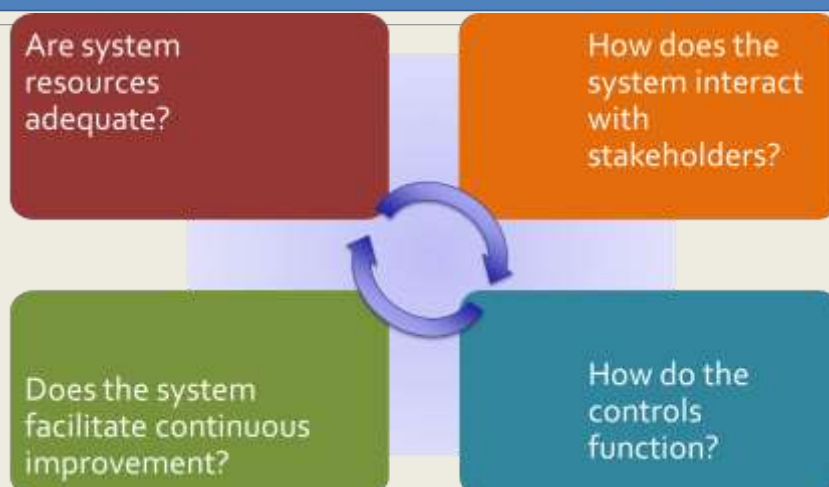 Are system
resources
adequate?
How does the
system interact
with
stakeholders?
Does the system
facilitate continuous
improvement?
How do the
controls
function?